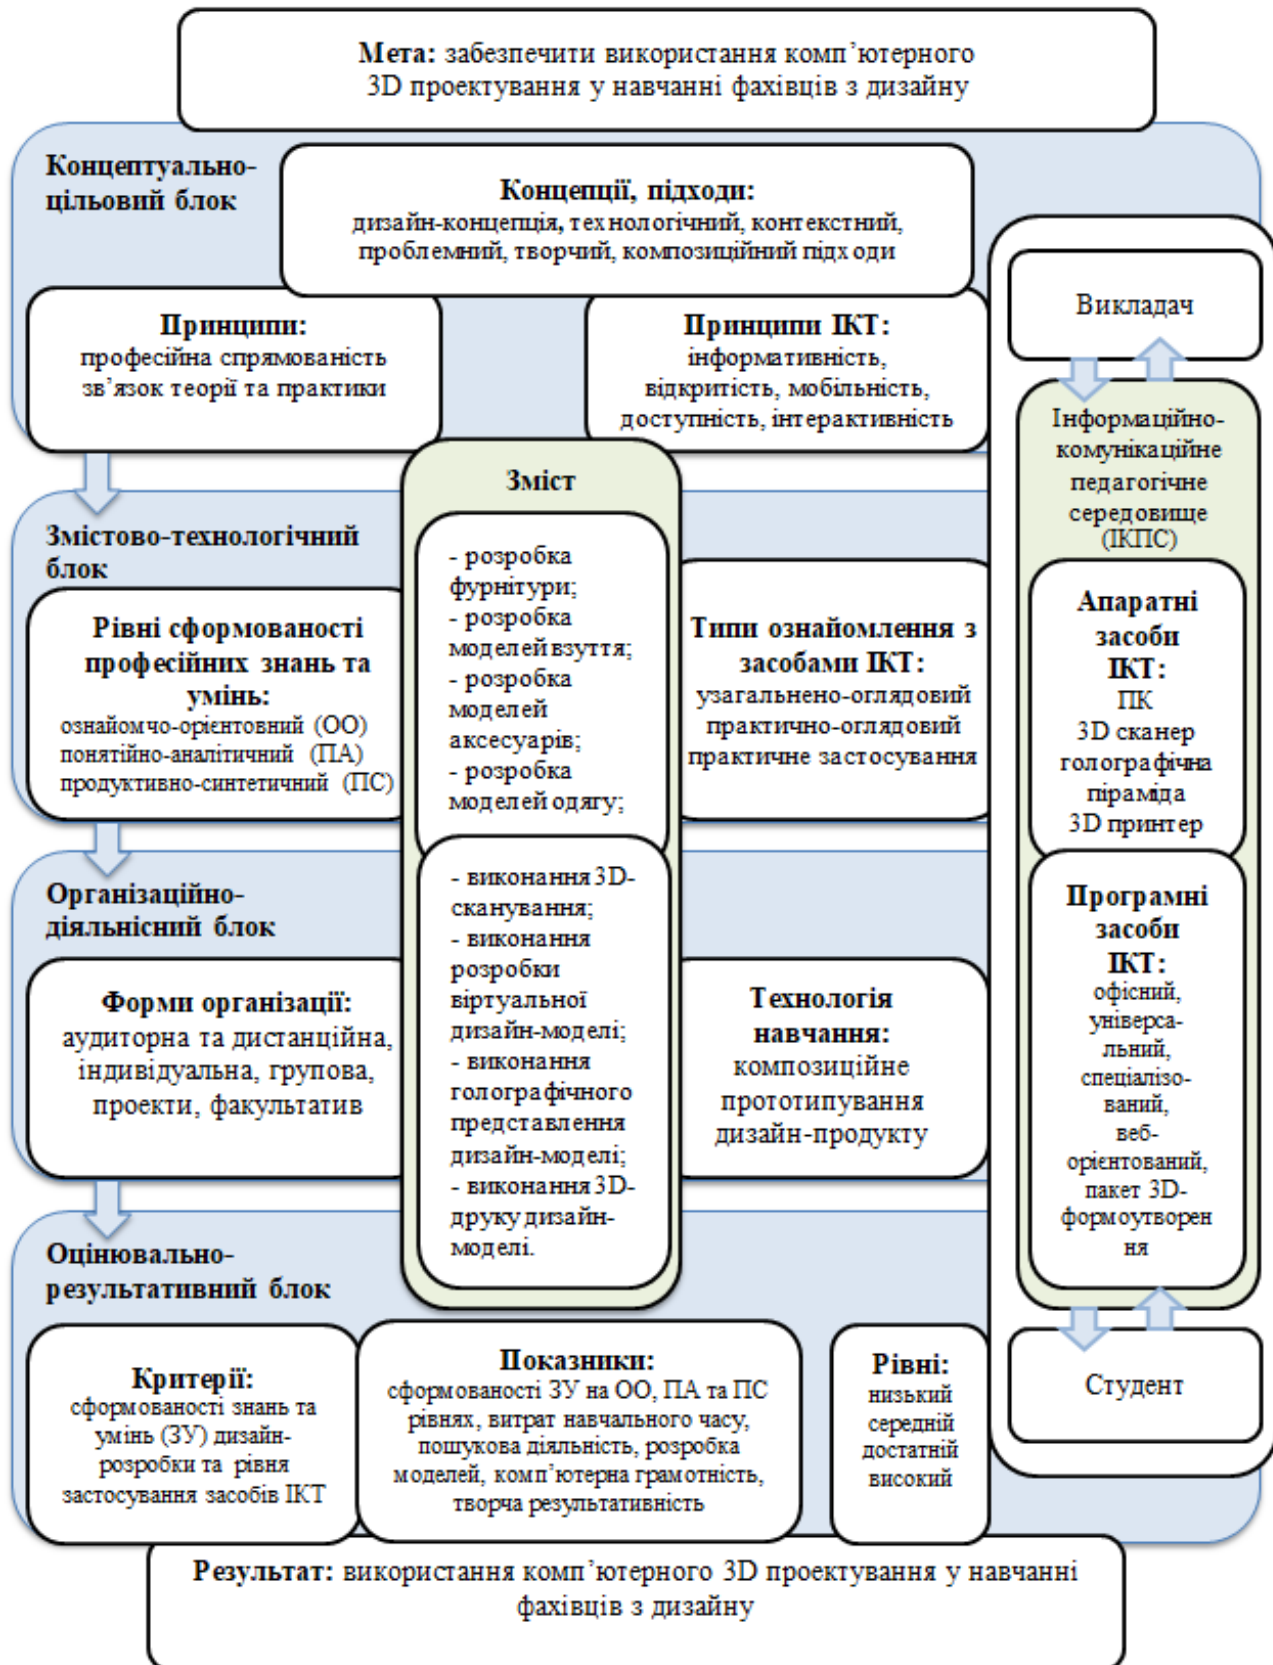 Мета: забезпечити використання комп’ютерного
3D проектування у навчанні фахівців з дизайну
Концептуально-
цільовий блок
Концепції, підходи:
дизайн-концепція, технологічний, контекстний,
проблемний, творчий, композиційний підходи
Принципи:
професійна спрямованість
зв’язок теорії та практики
Принципи ІКТ:
інформативність,
відкритість, мобільність,
доступність, інтерактивність
Змістово-технологічний
блок
Рівні сформованості
професійних знань та
умінь:
ознайомчо-орієнтовний (ОО)
понятійно-аналітичний (ПА)
продуктивно-синтетичний (ПС)
Зміст
- розробка
фурнітури;
- розробка
моделей взуття;
- розробка
моделей
аксесуарів;
- розробка
моделей одягу;
Типи ознайомлення з
засобами ІКТ:
узагальнено-оглядовий
практично-оглядовий
практичне застосування
Організаційно-
діяльнісний блок
Форми організації:
аудиторна та дистанційна,
індивідуальна, групова,
проекти, факультатив
- виконання 3D-
сканування;
- виконання
розробки
віртуальної
дизайн-моделі;
- виконання
голографічного
представлення
дизайн-моделі;
- виконання 3D-
друку дизайн-
моделі.
Технологія
навчання:
композиційне
прототипування
дизайн-продукту
Оцінювально-
результативний блок
Критерії:
сформованості знань та
умінь (ЗУ) дизайн-
розробки та рівня
застосування засобів ІКТ
Показники:
сформованості ЗУ на ОО, ПА та ПС
рівнях, витрат навчального часу,
пошукова діяльність, розробка
моделей, комп’ютерна грамотність,
творча результативність
Рівні:
низький
середній
достатній
високий
Викладач
Інформаційно-
комунікаційне
педагогічне
середовище
(ІКПС)
Апаратні
засоби
ІКТ:
ПК
3D сканер
голографічна
піраміда
3D принтер
Програмні
засоби
ІКТ:
офісний,
універса-
льний,
спеціалізо-
ваний,
веб-
орієнтований,
пакет 3D-
формоутворен
ня
Студент
Результат: використання комп’ютерного 3D проектування у навчанні
фахівців з дизайну